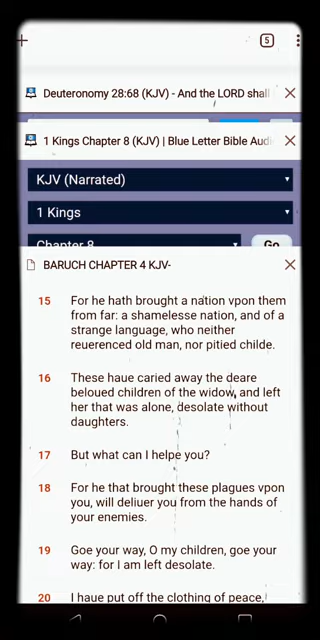 5
Deuteronomy 28:68 (KJV) - And the LORD shall
1 Kings Chapter 8 (KJV) | Blue Letter Bible Audi
KJV (Narrated)
1 Kings
Chapter 8
Go
BARUCH CHAPTER 4 KJV-
15 For he hath brought a nation vpon them
from far: a shamelesse nation, and of a
strange language, who neither
reuerenced old man, nor pitied childe.
16 These haue caried away the deare
beloued children of the widow, and left
her that was alone, desolate without
daughters.
17 But what can I helpe you?
18 For he that brought these plagues vpon
you, will deliuer you from the hands of
your enemies.
19 Goe your way, O my children, goe your
way: for I am left desolate.
20 I haue put off the clothing of peace,